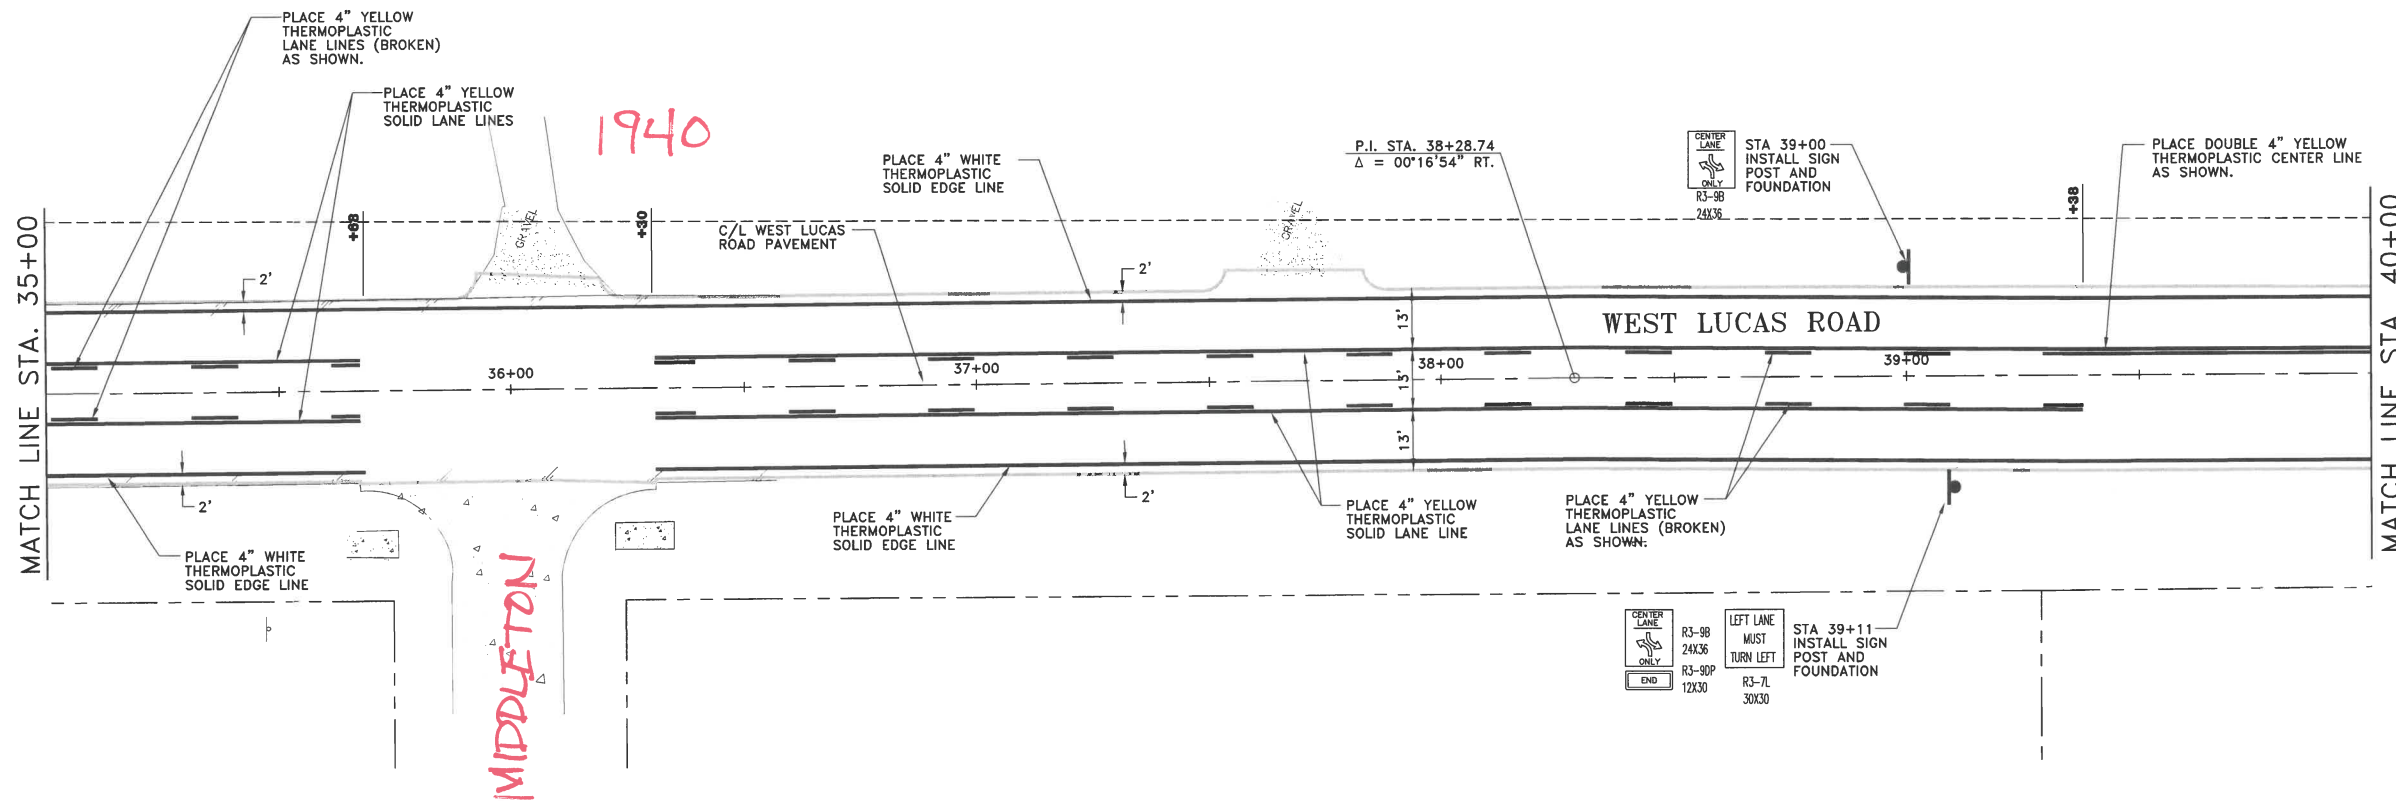 PLACE 4" YELLOW
THERMOPLASTIC
LANE LINES (BROKEN)
AS SHOWN.
PLACE 4" YELLOW
THERMOPLASTIC
SOLID LANE LINES
1940
PLACE 4" WHITE
THERMOPLASTIC
SOLID EDGE LINE
P.I. STA. 38+28.74
Δ = 00°16'54" RT.
CENTER
LANE
ONLY
R3-9B
24X36
STA 39+00
INSTALL SIGN
POST AND
FOUNDATION
PLACE DOUBLE 4" YELLOW
THERMOPLASTIC CENTER LINE
AS SHOWN.
MATCH LINE STA. 35+00
+68
GRAVEL
+30
C/L WEST LUCAS
ROAD PAVEMENT
GRAVEL
+38
MATCH LINE STA 40+00
2'
2'
13'
WEST LUCAS ROAD
36+00
37+00
38+00
39+00
13'
13'
2'
2'
PLACE 4" WHITE
THERMOPLASTIC
SOLID EDGE LINE
PLACE 4" WHITE
THERMOPLASTIC
SOLID EDGE LINE
PLACE 4" YELLOW
THERMOPLASTIC
SOLID LANE LINE
PLACE 4" YELLOW
THERMOPLASTIC
LANE LINES (BROKEN)
AS SHOWN.
MIDDLETON
CENTER
LANE
ONLY
R3-9B
24X36
END
R3-9DP
12X30
LEFT LANE
MUST
TURN LEFT
R3-7L
30X30
STA 39+11
INSTALL SIGN
POST AND
FOUNDATION